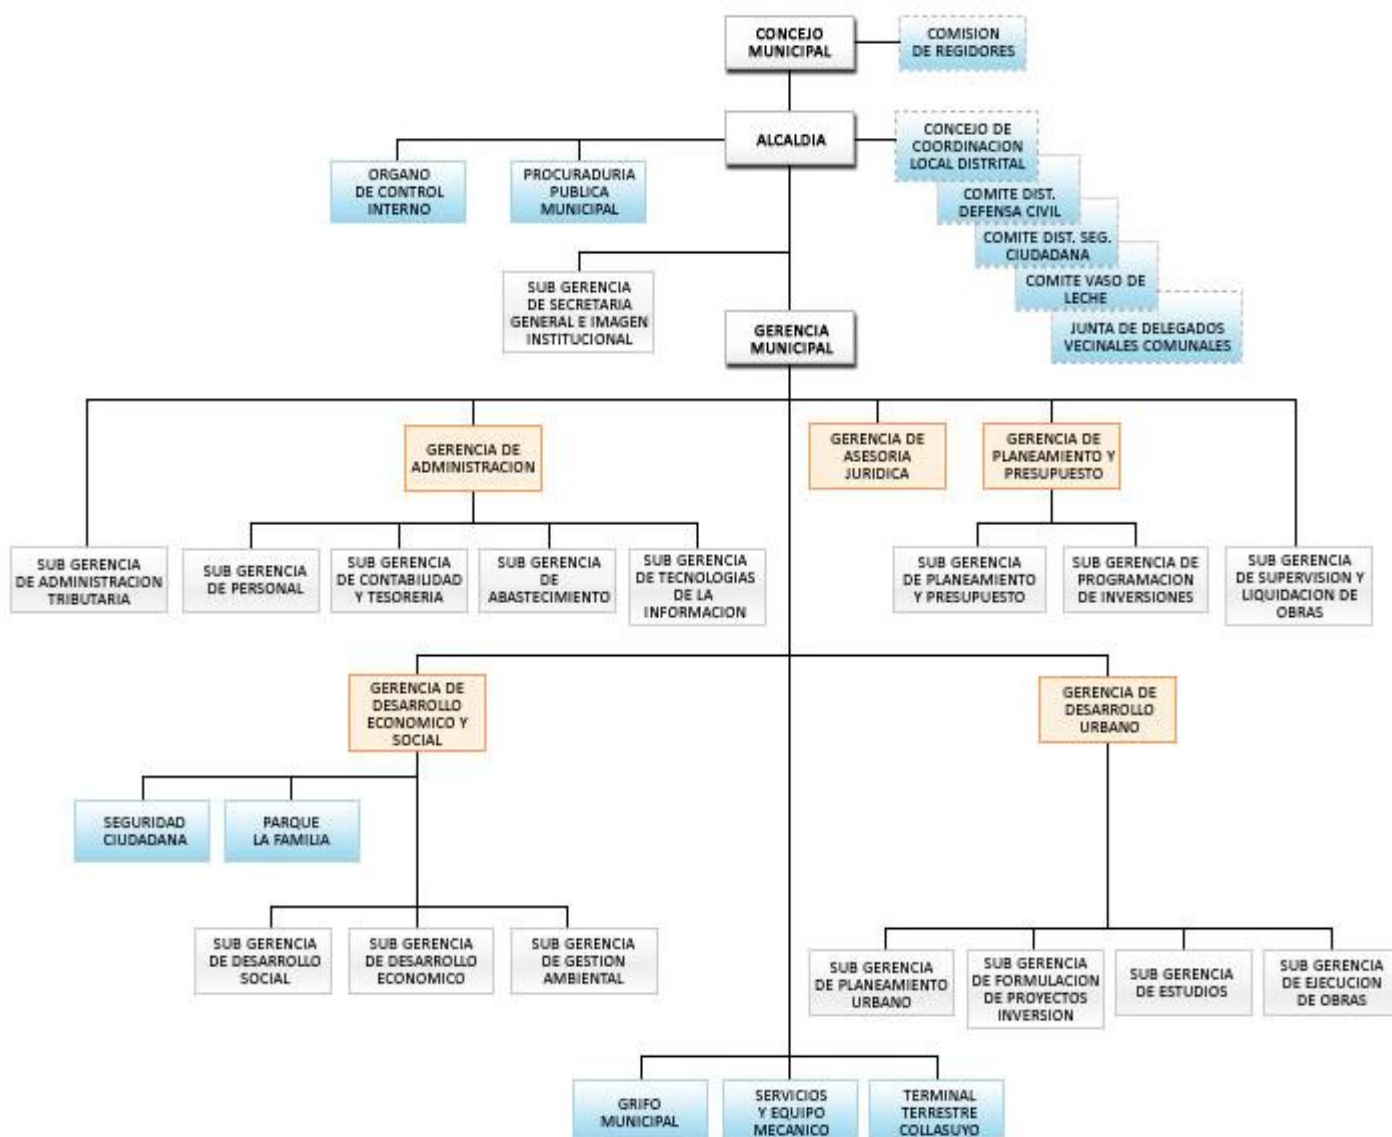 CONCEJO
MUNICIPAL
COMISION
DE REGIDORES
ALCALDIA
CONCEJO DE
COORDINACION
LOCAL DISTRITAL
COMITE DIST.
DEFENSA CIVIL
COMITE DIST. SEG.
CIUDADANA
COMITE VASO DE
LECHE
JUNTA DE DELEGADOS
VECINALES COMUNALES
ORGANO
DE CONTROL
INTERNO
PROCURADURIA
PUBLICA
MUNICIPAL
SUB GERENCIA
DE SECRETARIA
GENERAL E IMAGEN
INSTITUCIONAL
GERENCIA
MUNICIPAL
GERENCIA DE
ADMINISTRACION
GERENCIA DE
ASESORIA
JURIDICA
GERENCIA DE
PLANEAMIENTO Y
PRESUPUESTO
SUB GERENCIA
DE ADMINISTRACION
TRIBUTARIA
SUB GERENCIA
DE PERSONAL
SUB GERENCIA
DE CONTABILIDAD
Y TESORERIA
SUB GERENCIA
DE
ABASTECIMIENTO
SUB GERENCIA
DE TECNOLOGIAS
DE LA
INFORMACION
SUB GERENCIA
DE PLANEAMIENTO
Y PRESUPUESTO
SUB GERENCIA DE
PROGRAMACION
DE INVERSIONES
SUB GERENCIA
DE SUPERVISION Y
LIQUIDACION DE
OBRAS
GERENCIA DE
DESARROLLO
ECONOMICO Y
SOCIAL
GERENCIA DE
DESARROLLO
URBANO
SEGURIDAD
CIUDADANA
PARQUE
LA FAMILIA
SUB GERENCIA
DE DESARROLLO
SOCIAL
SUB GERENCIA
DE DESARROLLO
ECONOMICO
SUB GERENCIA
DE GESTION
AMBIENTAL
SUB GERENCIA
DE PLANEAMIENTO
URBANO
SUB GERENCIA
DE FORMULACION
DE PROYECTOS
INVERSION
SUB GERENCIA
DE ESTUDIOS
SUB GERENCIA
DE EJECUCION
DE OBRAS
GRIFO
MUNICIPAL
SERVICIOS
Y EQUIPO
MECANICO
TERMINAL
TERRESTRE
COLLASUYO